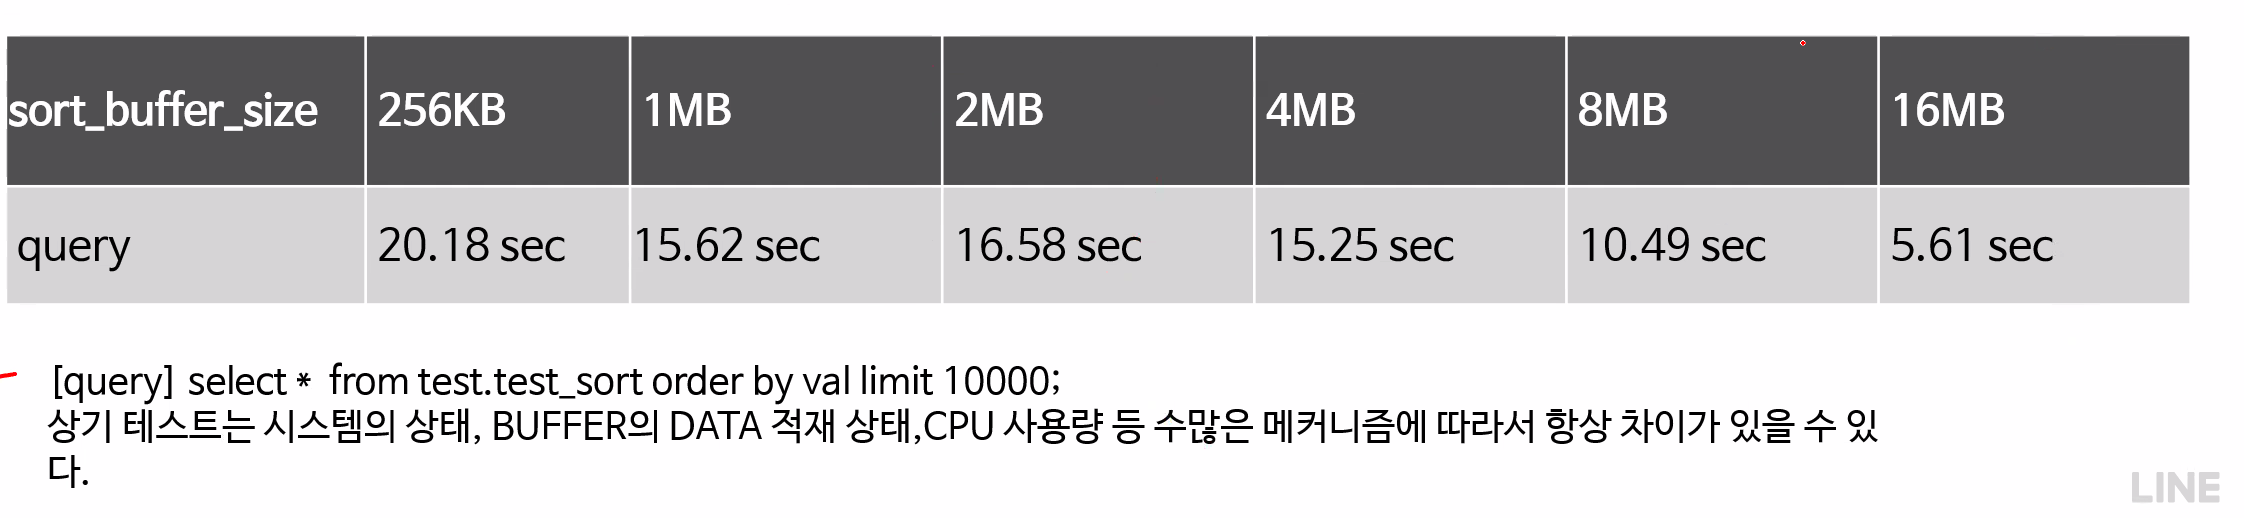 sort_buffer_size 256KB 1MB 2MB 4MB 8MB 16MB
query 20.18 sec 15.62 sec 16.58 sec 15.25 sec 10.49 sec 5.61 sec
[query] select * from test.test_sort order by val limit 10000;
상기 테스트는 시스템의 상태, BUFFER의 DATA 적재 상태,CPU 사용량 등 수많은 메커니즘에 따라서 항상 차이가 있을 수 있
다.
LINE